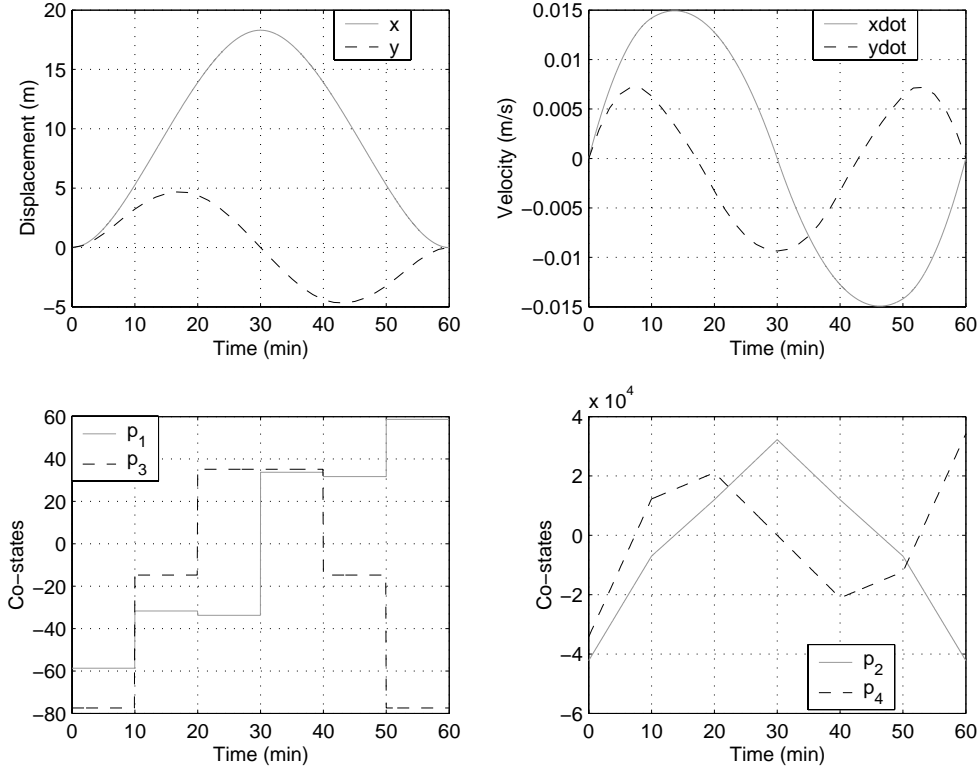 20
15
10
5
0
−5
Displacement (m)
0 10 20 30 40 50 60
Time (min)
x
y
0.015
0.01
0.005
0
−0.005
−0.01
−0.015
Velocity (m/s)
0 10 20 30 40 50 60
Time (min)
xdot
ydot
60
40
20
0
−20
−40
−60
−80
Co−states
0 10 20 30 40 50 60
Time (min)
p1
p3
x 10^4
4
2
0
−2
−4
−6
Co−states
0 10 20 30 40 50 60
Time (min)
p2
p4